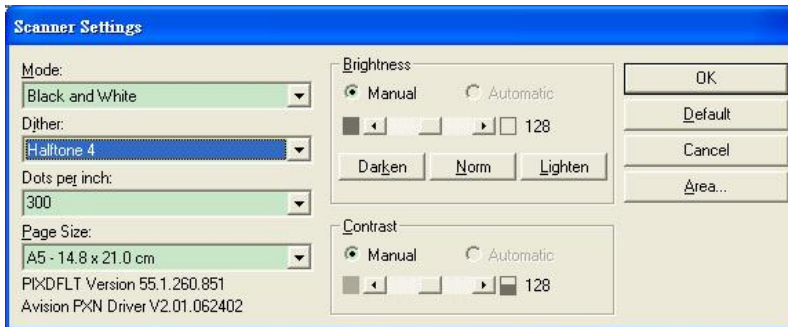 Scanner Settings
Mode:
Black and White
Dither:
Halftone 4
Dots per inch:
300
Page Size:
A5 - 14.8 x 21.0 cm
PIXDFLT Version 55.1.260.851
Avision PXN Driver V2.01.062402
Brightness
Manual Automatic
128
Darken Norm Lighten
Contrast
Manual Automatic
128
OK
Default
Cancel
Area...